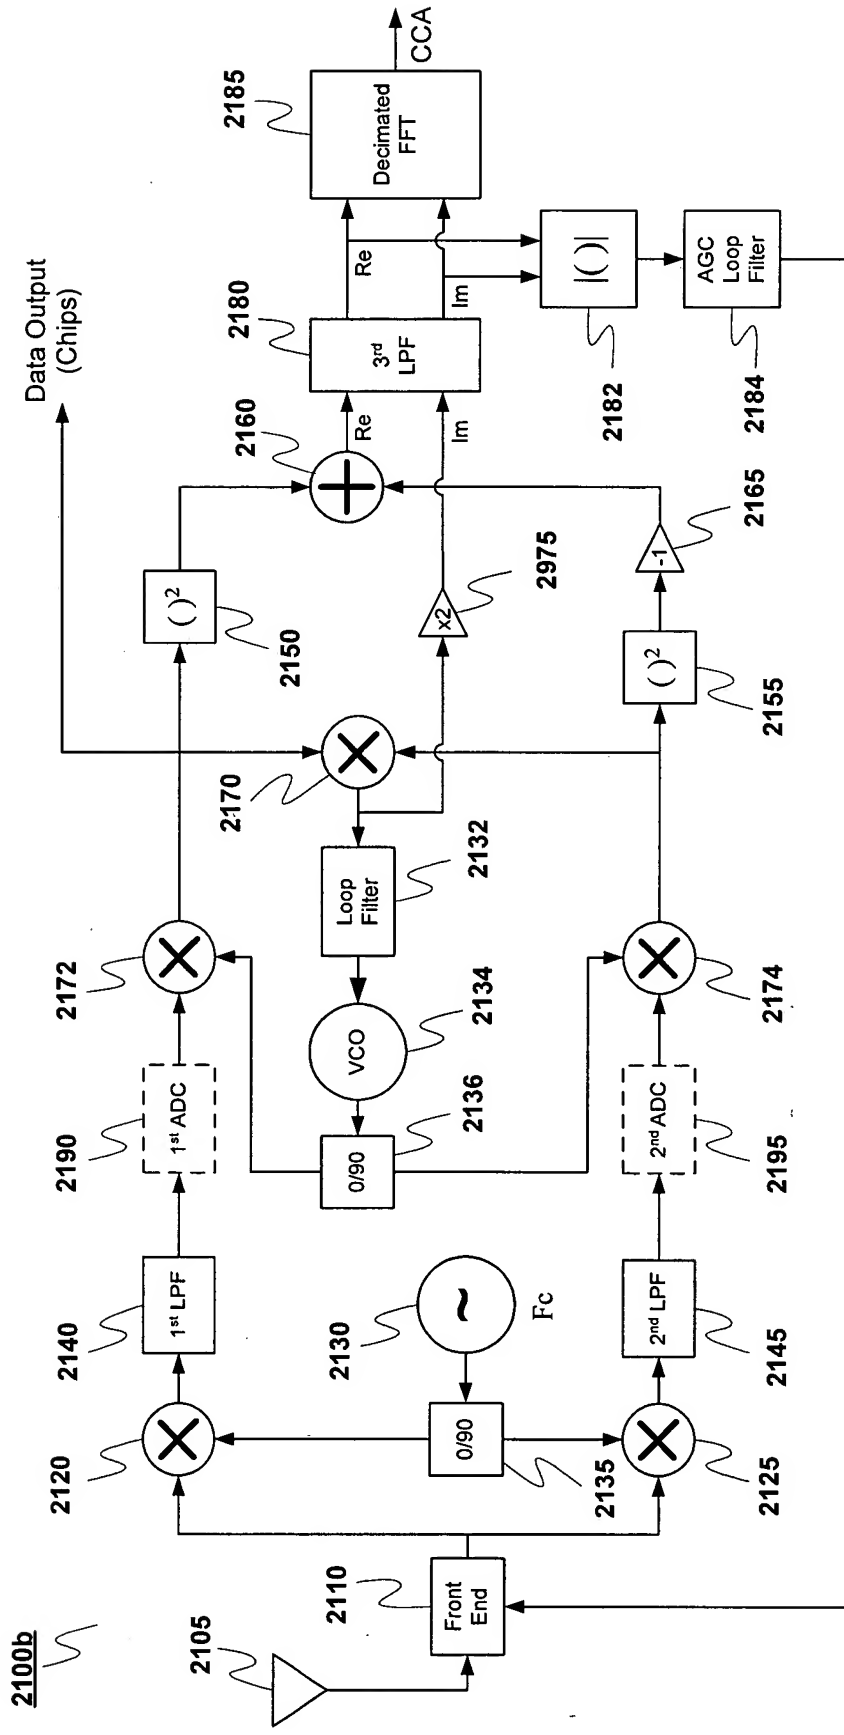 2100b
2105
2110
Front
End
2120
2125
2130
~
Fc
2135
0/90
2140
1st LPF
2145
2nd LPF
2190
1st ADC
2195
2nd ADC
2172
2174
2136
0/90
2134
VCO
2132
Loop
Filter
2170
Data Output
(Chips)
2150
( )²
2155
( )²
2975
x2
2165
-1
2160
Re
Im
2180
3rd
LPF
Re
Im
2182
|( )|
2184
AGC
Loop
Filter
2185
Decimated
FFT
CCA